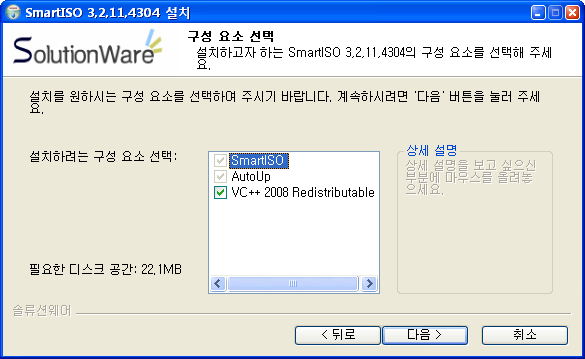 SmartISO 3,2,11,4304 설치
SolutionWare
구성 요소 선택
설치하고자 하는 SmartISO 3,2,11,4304의 구성 요소를 선택해 주세
요.
설치를 원하시는 구성 요소를 선택하여 주시기 바랍니다. 계속하시려면 '다음' 버튼을 눌러 주세
요.
설치하려는 구성 요소 선택:
SmartISO
AutoUp
VC++ 2008 Redistributable
상세 설명
상세 설명을 보고 싶으신
부분에 마우스를 올려놓
으세요.
필요한 디스크 공간: 22,1MB
솔류션웨어
< 뒤로
다음 >
취소